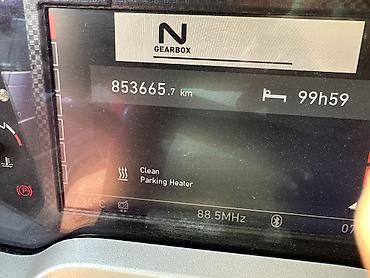 N
GEARBOX
853665.7 km
99h59
Clean
Parking Heater
88.5MHz